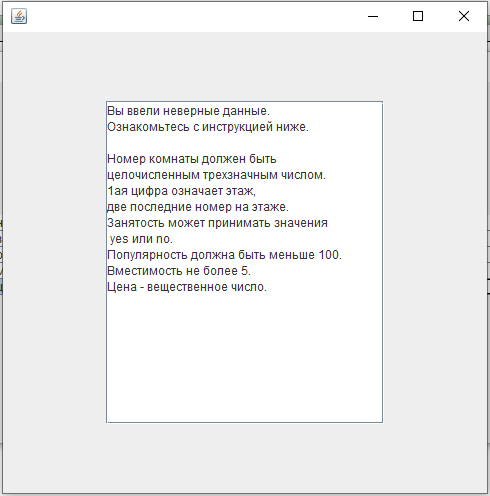 Вы ввели неверные данные.
Ознакомьтесь с инструкцией ниже.
Номер комнаты должен быть
целочисленным трехзначным числом.
1ая цифра означает этаж,
две последние номер на этаже.
Занятость может принимать значения
yes или no.
Популярность должна быть меньше 100.
Вместимость не более 5.
Цена - вещественное число.